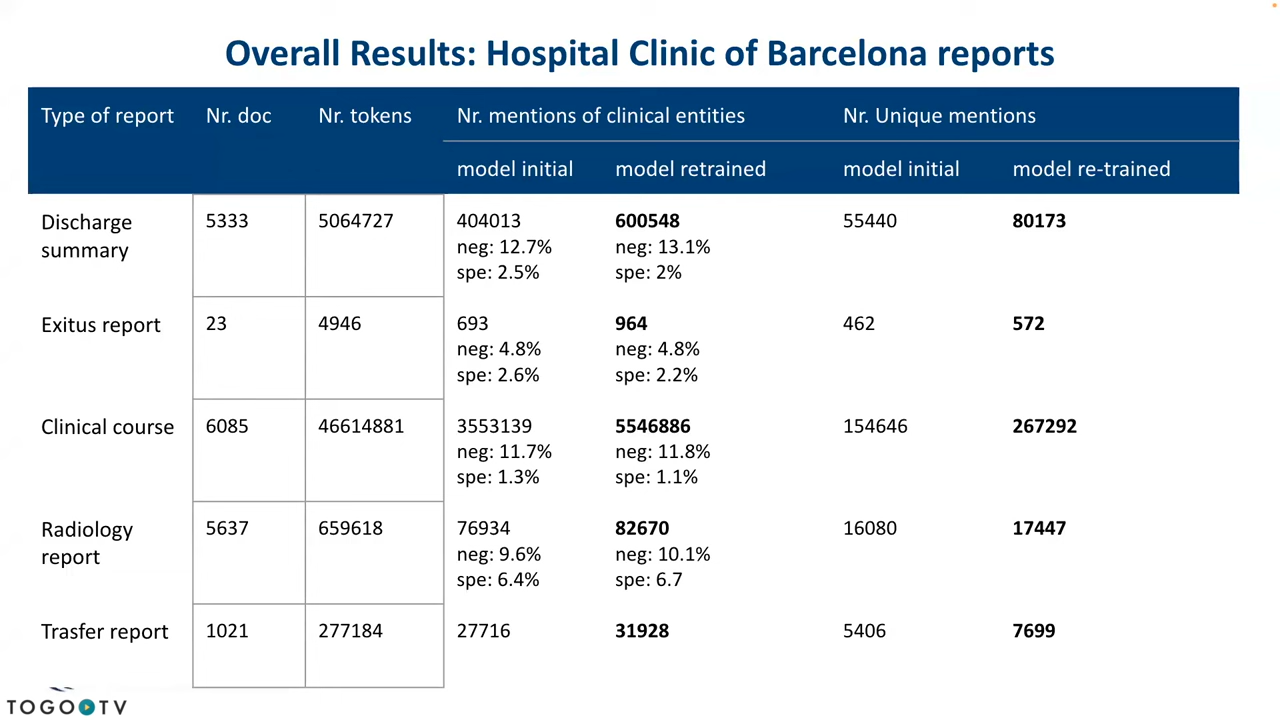 Overall Results: Hospital Clinic of Barcelona reports
Type of report Nr. doc Nr. tokens Nr. mentions of clinical entities Nr. Unique mentions
model initial model retrained model initial model re-trained
Discharge summary 5333 5064727 404013 600548 55440 80173
neg: 12.7% neg: 13.1%
spe: 2.5% spe: 2%
Exitus report 23 4946 693 964 462 572
neg: 4.8% neg: 4.8%
spe: 2.6% spe: 2.2%
Clinical course 6085 46614881 3553139 5546886 154646 267292
neg: 11.7% neg: 11.8%
spe: 1.3% spe: 1.1%
Radiology report 5637 659618 76934 82670 16080 17447
neg: 9.6% neg: 10.1%
spe: 6.4% spe: 6.7
Trasfer report 1021 277184 27716 31928 5406 7699
TOGO TV